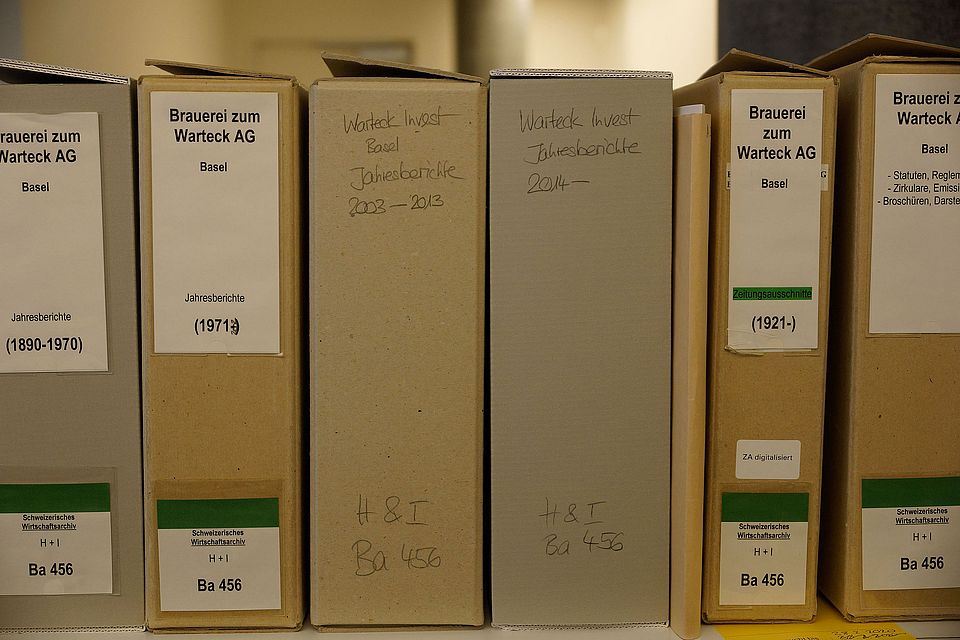 rauerei zum
Warteck AG
Basel
Jahresberichte
(1890-1970)
Schweizerisches
Wirtschaftsarchiv
H + I
Ba 456
Brauerei zum
Warteck AG
Basel
Jahresberichte
(1971-)
Schweizerisches
Wirtschaftsarchiv
H + I
Ba 456
Warteck Invest
Basel
Jahresberichte
2003 — 2013
H & I
Ba 456
Warteck Invest
Jahresberichte
2014 —
H & I
Ba 456
Brauerei
zum
Warteck AG
Basel
Zeitungsausschnitte
(1921-)
ZA digitalisiert
Schweizerisches
Wirtschaftsarchiv
H + I
Ba 456
Brauerei z
Warteck A
Basel
- Statuten, Reglem
- Zirkulare, Emissi
- Broschüren, Darste
Schweizerisches
Wirtschaftsarchiv
H + I
Ba 456